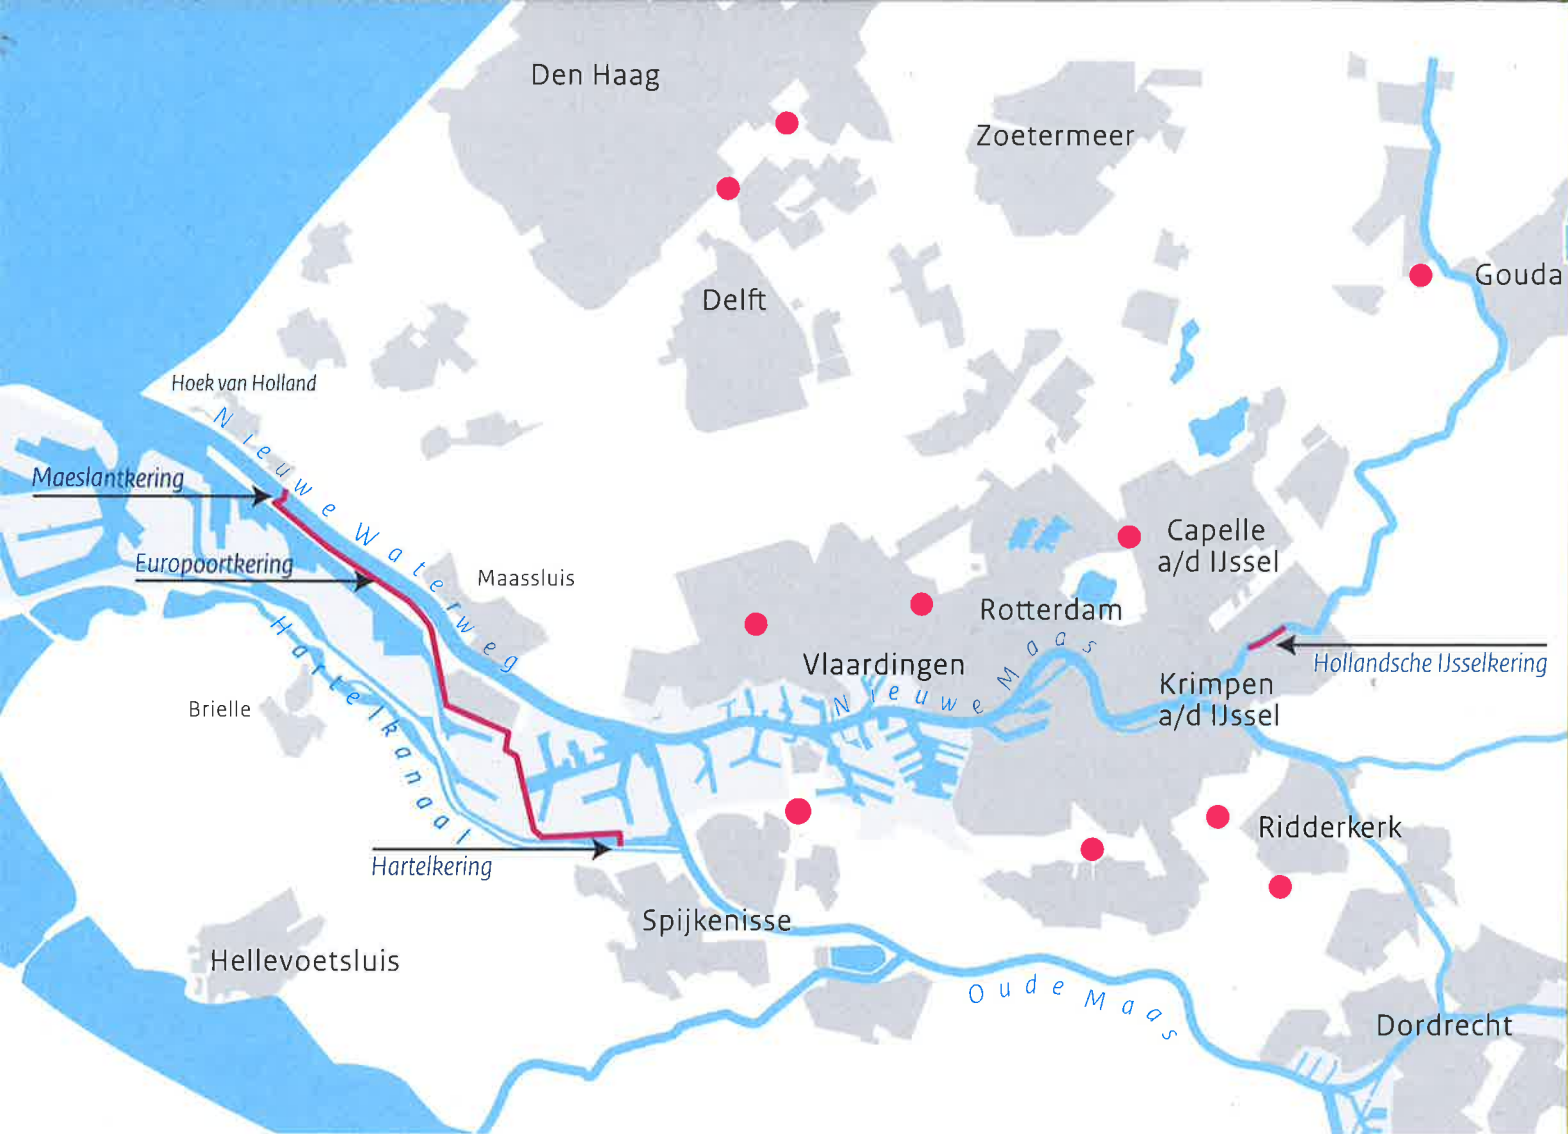 Den Haag
Zoetermeer
Gouda
Delft
Hoek van Holland
Nieuwe Waterweg
Maeslantkering
Europoortkering
Maassluis
Capelle
a/d IJssel
Rotterdam
Hollandsche IJsselkering
Vlaardingen
Nieuwe Maas
Krimpen
a/d IJssel
Hartelkanaal
Brielle
Ridderkerk
Hartelkering
Spijkenisse
Hellevoetsluis
Oude Maas
Dordrecht